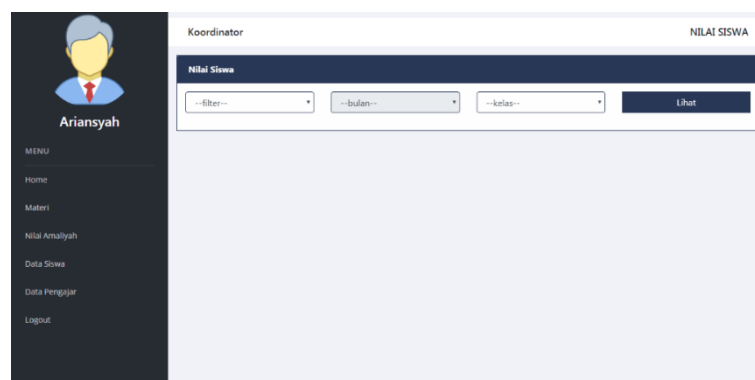 Ariansyah
MENU
Home
Materi
Nilai Amaliyah
Data Siswa
Data Pengajar
Logout
Koordinator NILAI SISWA
Nilai Siswa
--filter-- --bulan-- --kelas-- Lihat